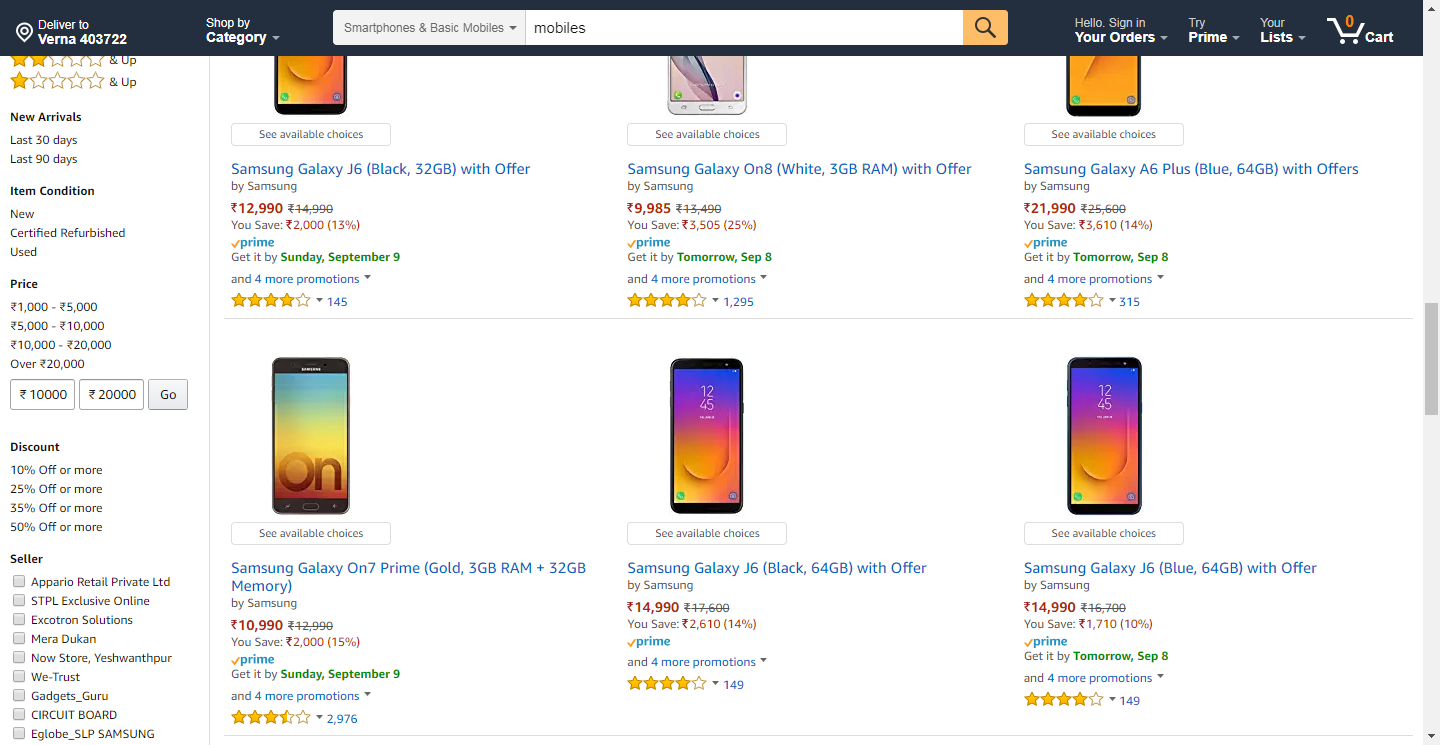 Deliver to
Verna 403722
Shop by
Category
Smartphones & Basic Mobiles
mobiles
Hello. Sign in
Your Orders
Try
Prime
Your
Lists
0
Cart
& Up
& Up
New Arrivals
Last 30 days
Last 90 days
Item Condition
New
Certified Refurbished
Used
Price
₹1,000 - ₹5,000
₹5,000 - ₹10,000
₹10,000 - ₹20,000
Over ₹20,000
₹ 10000 ₹ 20000 Go
Discount
10% Off or more
25% Off or more
35% Off or more
50% Off or more
Seller
Appario Retail Private Ltd
STPL Exclusive Online
Excotron Solutions
Mera Dukan
Now Store, Yeshwanthpur
We-Trust
Gadgets_Guru
CIRCUIT BOARD
Eglobe_SLP SAMSUNG
See available choices
Samsung Galaxy J6 (Black, 32GB) with Offer
by Samsung
₹12,990 ₹14,990
You Save: ₹2,000 (13%)
prime
Get it by Sunday, September 9
and 4 more promotions
145
See available choices
Samsung Galaxy On8 (White, 3GB RAM) with Offer
by Samsung
₹9,985 ₹13,490
You Save: ₹3,505 (25%)
prime
Get it by Tomorrow, Sep 8
and 4 more promotions
1,295
See available choices
Samsung Galaxy A6 Plus (Blue, 64GB) with Offers
by Samsung
₹21,990 ₹25,600
You Save: ₹3,610 (14%)
prime
Get it by Tomorrow, Sep 8
and 4 more promotions
315
SAMSUNG
On
See available choices
Samsung Galaxy On7 Prime (Gold, 3GB RAM + 32GB
Memory)
by Samsung
₹10,990 ₹12,990
You Save: ₹2,000 (15%)
prime
Get it by Sunday, September 9
and 4 more promotions
2,976
12
45
See available choices
Samsung Galaxy J6 (Black, 64GB) with Offer
by Samsung
₹14,990 ₹17,600
You Save: ₹2,610 (14%)
prime
and 4 more promotions
149
12
45
See available choices
Samsung Galaxy J6 (Blue, 64GB) with Offer
by Samsung
₹14,990 ₹16,700
You Save: ₹1,710 (10%)
prime
Get it by Tomorrow, Sep 8
and 4 more promotions
149